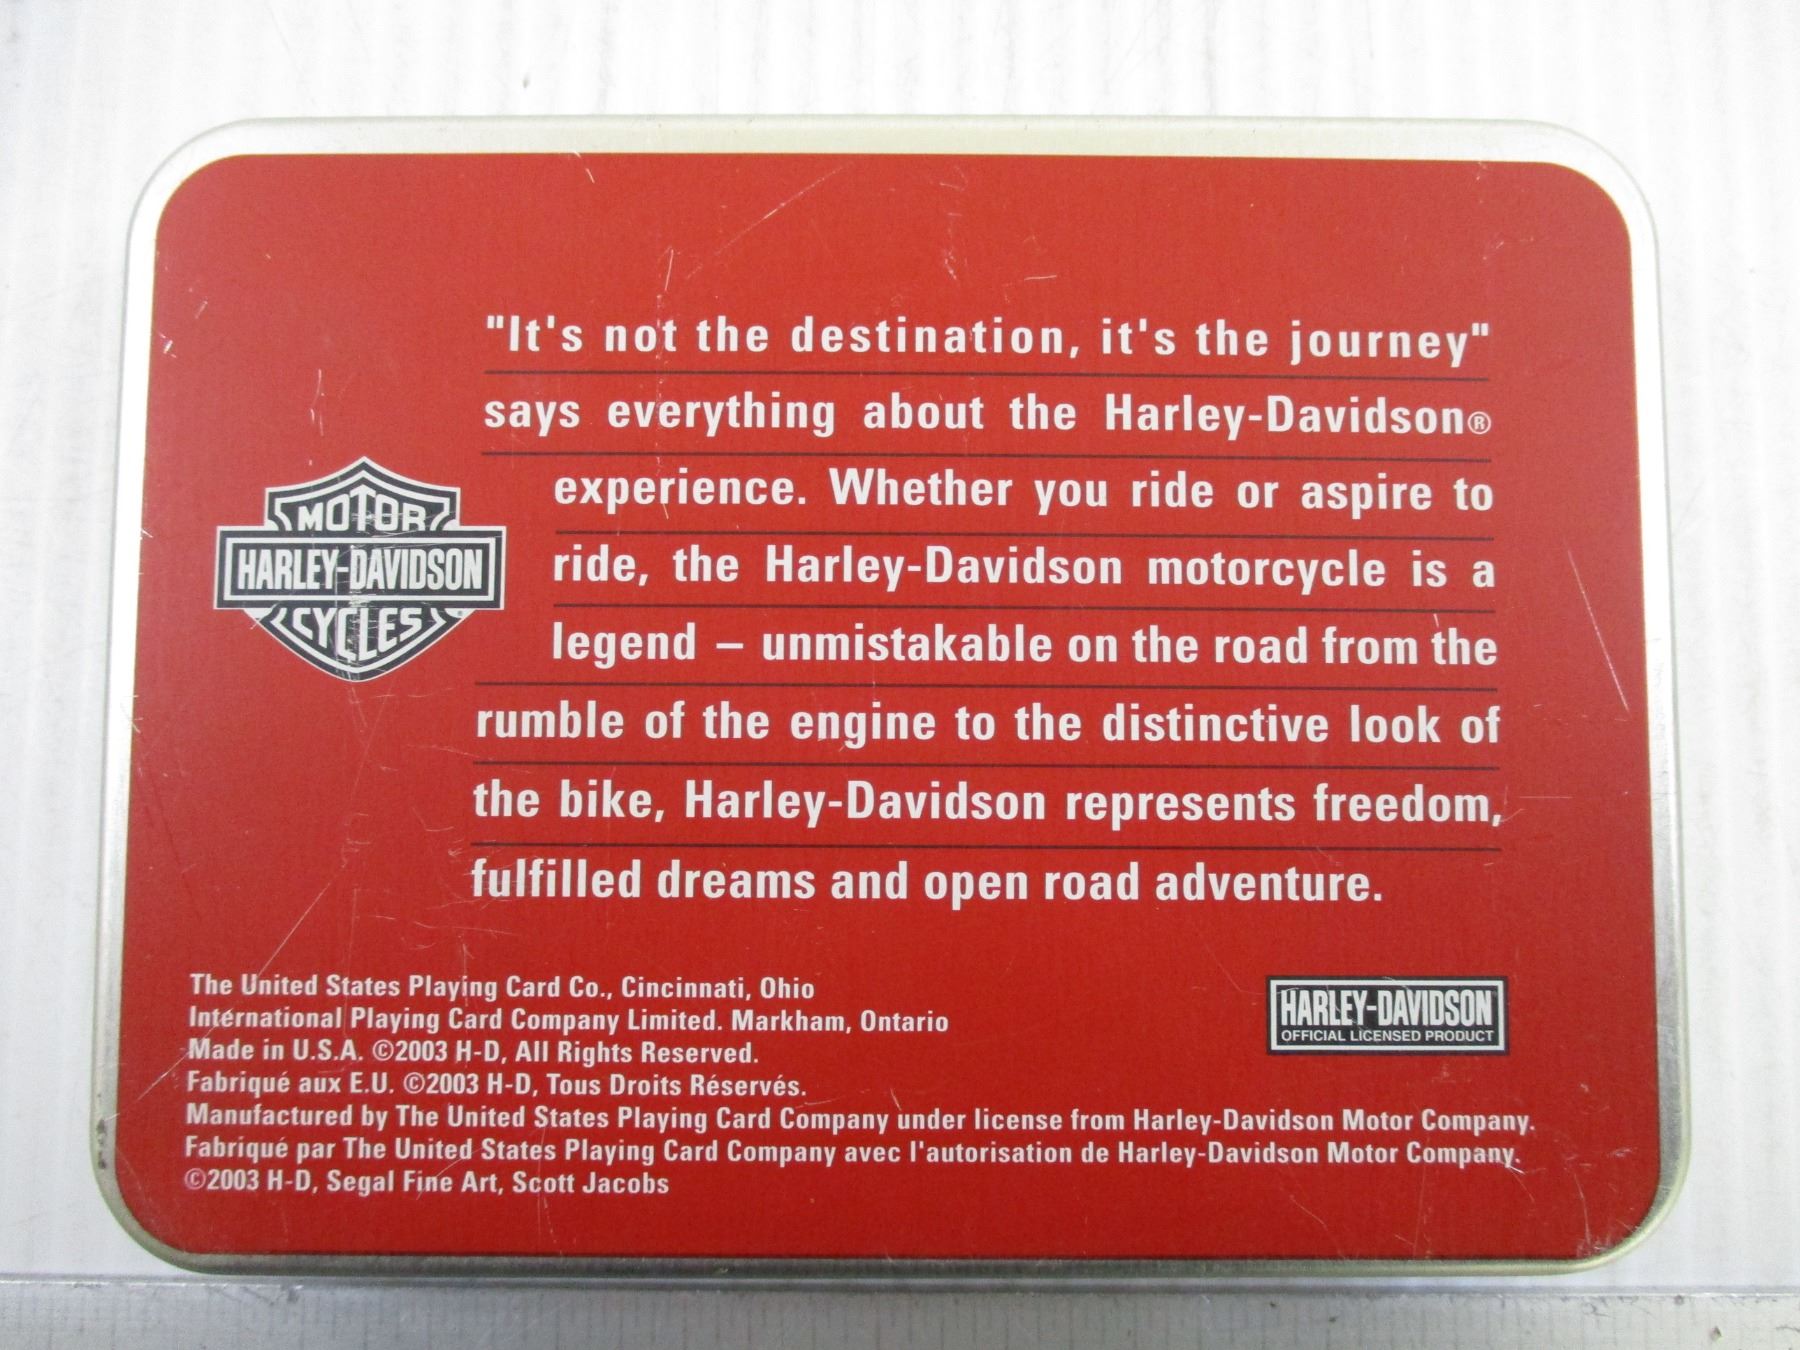 "It's not the destination, it's the journey"
says everything about the Harley-Davidson®
experience. Whether you ride or aspire to
ride, the Harley-Davidson motorcycle is a
legend – unmistakable on the road from the
rumble of the engine to the distinctive look of
the bike, Harley-Davidson represents freedom,
fulfilled dreams and open road adventure.
MOTOR
HARLEY-DAVIDSON
CYCLES
The United States Playing Card Co., Cincinnati, Ohio
International Playing Card Company Limited. Markham, Ontario
Made in U.S.A. ©2003 H-D, All Rights Reserved.
Fabriqué aux E.U. ©2003 H-D, Tous Droits Réservés.
Manufactured by The United States Playing Card Company under license from Harley-Davidson Motor Company.
Fabriqué par The United States Playing Card Company avec l'autorisation de Harley-Davidson Motor Company.
©2003 H-D, Segal Fine Art, Scott Jacobs
HARLEY-DAVIDSON
OFFICIAL LICENSED PRODUCT